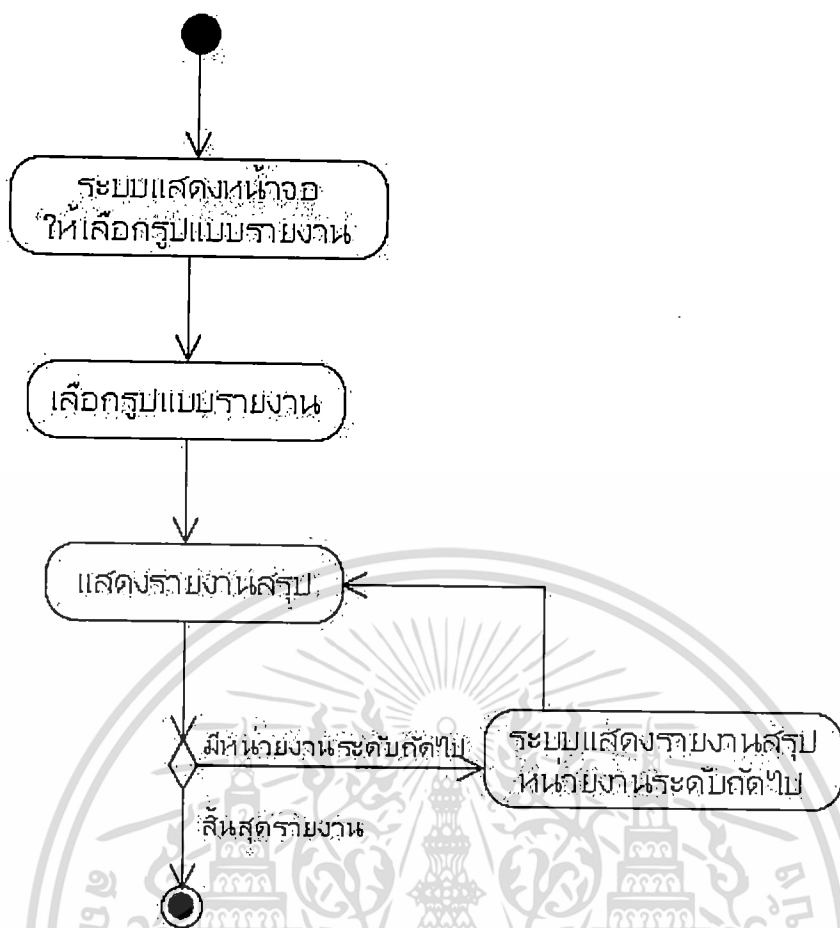 ระบบแสดงหน้าจอ
ให้เลือกรูปแบบรายงาน
เลือกรูปแบบรายงาน
แสดงรายงานสรุป
มีหน่วยงานระดับถัดไป
ระบบแสดงรายงานสรุป
หน่วยงานระดับถัดไป
สิ้นสุดรายงาน